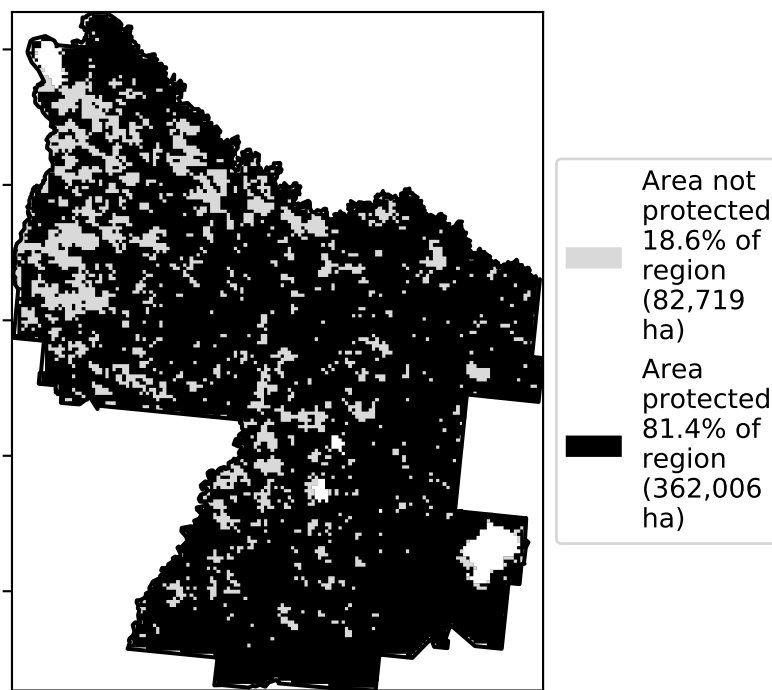 Area not
protected
18.6% of
region
(82,719
ha)
Area
protected
81.4% of
region
(362,006
ha)